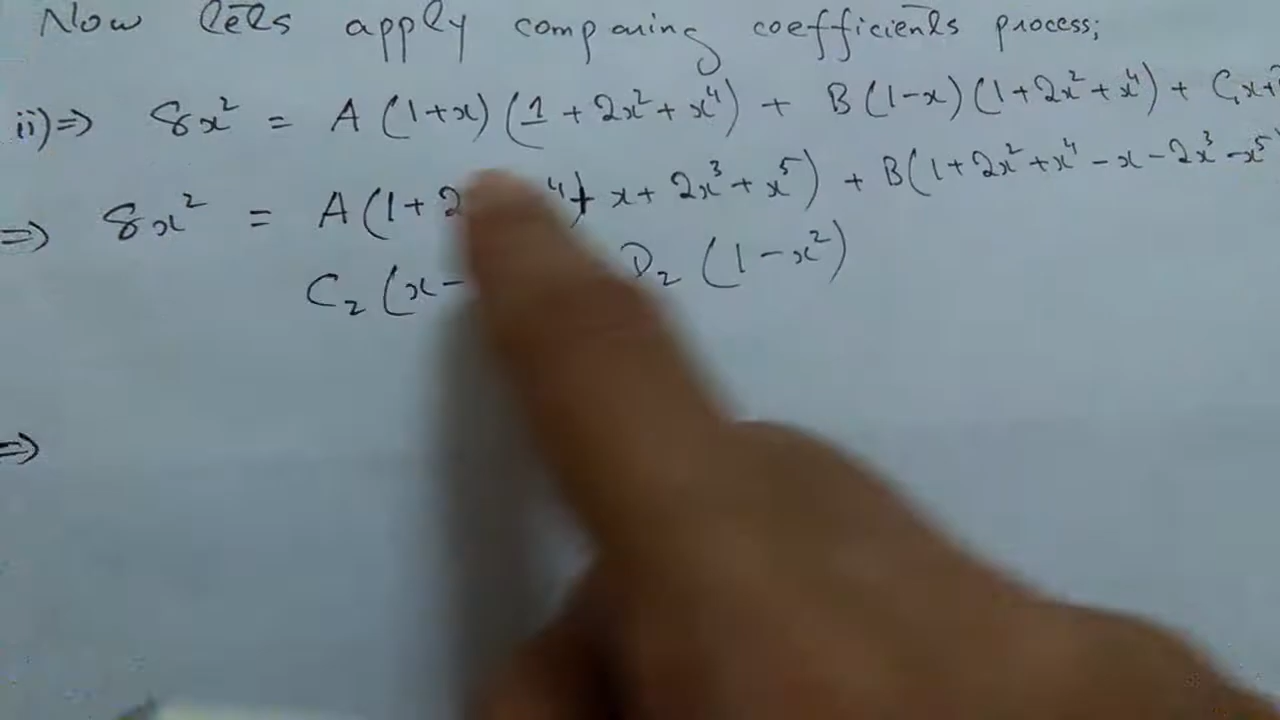 Now lets apply comparing coefficients process;
ii)⇒ 8x² = A(1+x)(1+2x²+x⁴) + B(1-x)(1+2x²+x⁴) + C₁x+
⇒ 8x² = A(1+2 ⁴+x+2x³+x⁵) + B(1+2x²+x⁴-x-2x³-x⁵
C₂(x- D₂(1-x²)
⇒